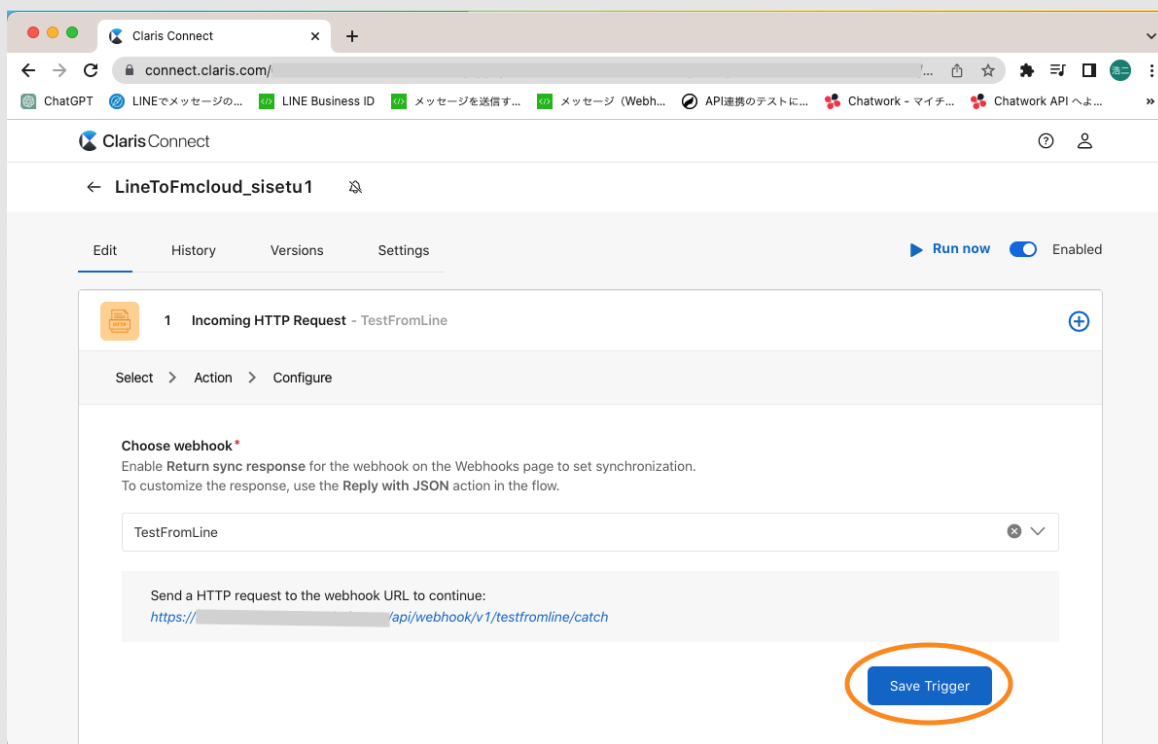 Claris Connect
connect.claris.com/ /...
浩二
ChatGPT
LINEでメッセージの...
LINE Business ID
メッセージを送信す...
メッセージ（Webh...
API連携のテストに...
Chatwork - マイチ...
Chatwork API へよ...
Claris Connect
LineToFmcloud_sisetu1
Edit
History
Versions
Settings
Run now
Enabled
HTTP
1 Incoming HTTP Request - TestFromLine
Select > Action > Configure
Choose webhook*
Enable Return sync response for the webhook on the Webhooks page to set synchronization.
To customize the response, use the Reply with JSON action in the flow.
TestFromLine
Send a HTTP request to the webhook URL to continue:
https:// /api/webhook/v1/testfromline/catch
Save Trigger